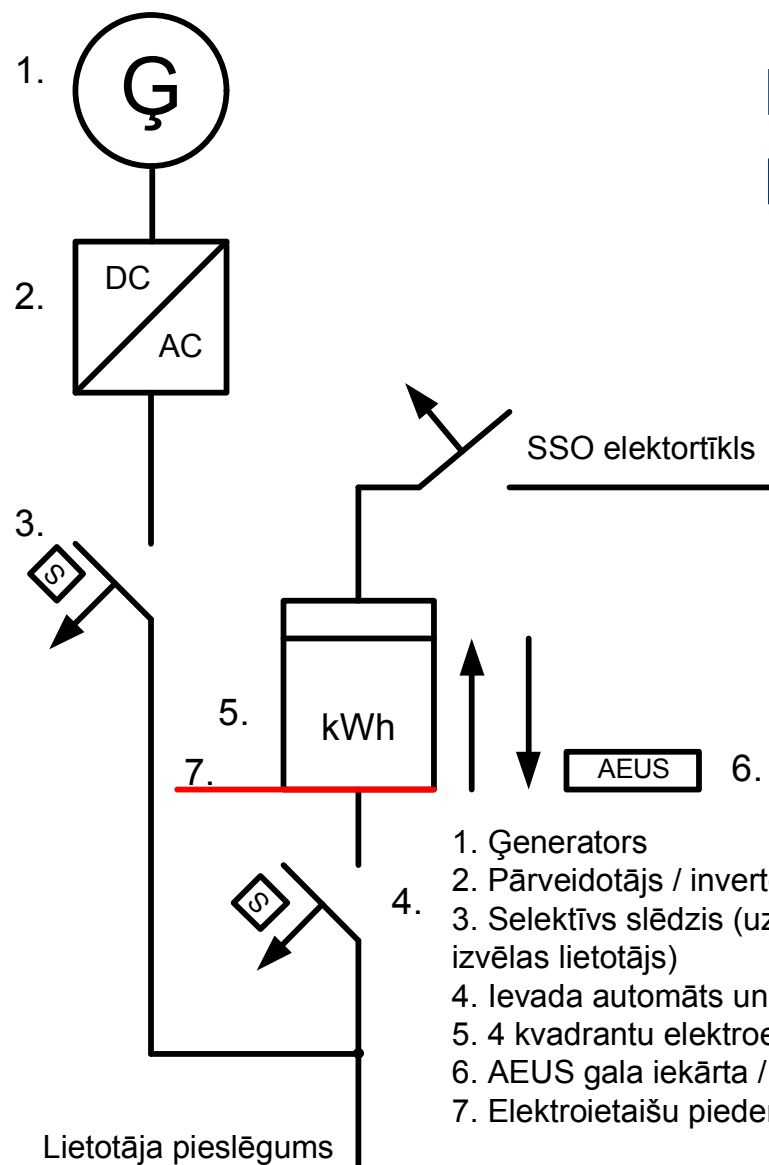 1.
Ģ
2.
DC
AC
SSO elektortīkls
3.
S
5.
kWh
7.
AEUS
6.
S
4.
1. Ģenerators
2. Pārveidotājs / invert
3. Selektīvs slēdzis (uz
izvēlas lietotājs)
4. Ievada automāts un
5. 4 kvadrantu elektroe
6. AEUS gala iekārta /
7. Elektroietaišu pieder
Lietotāja pieslēgums